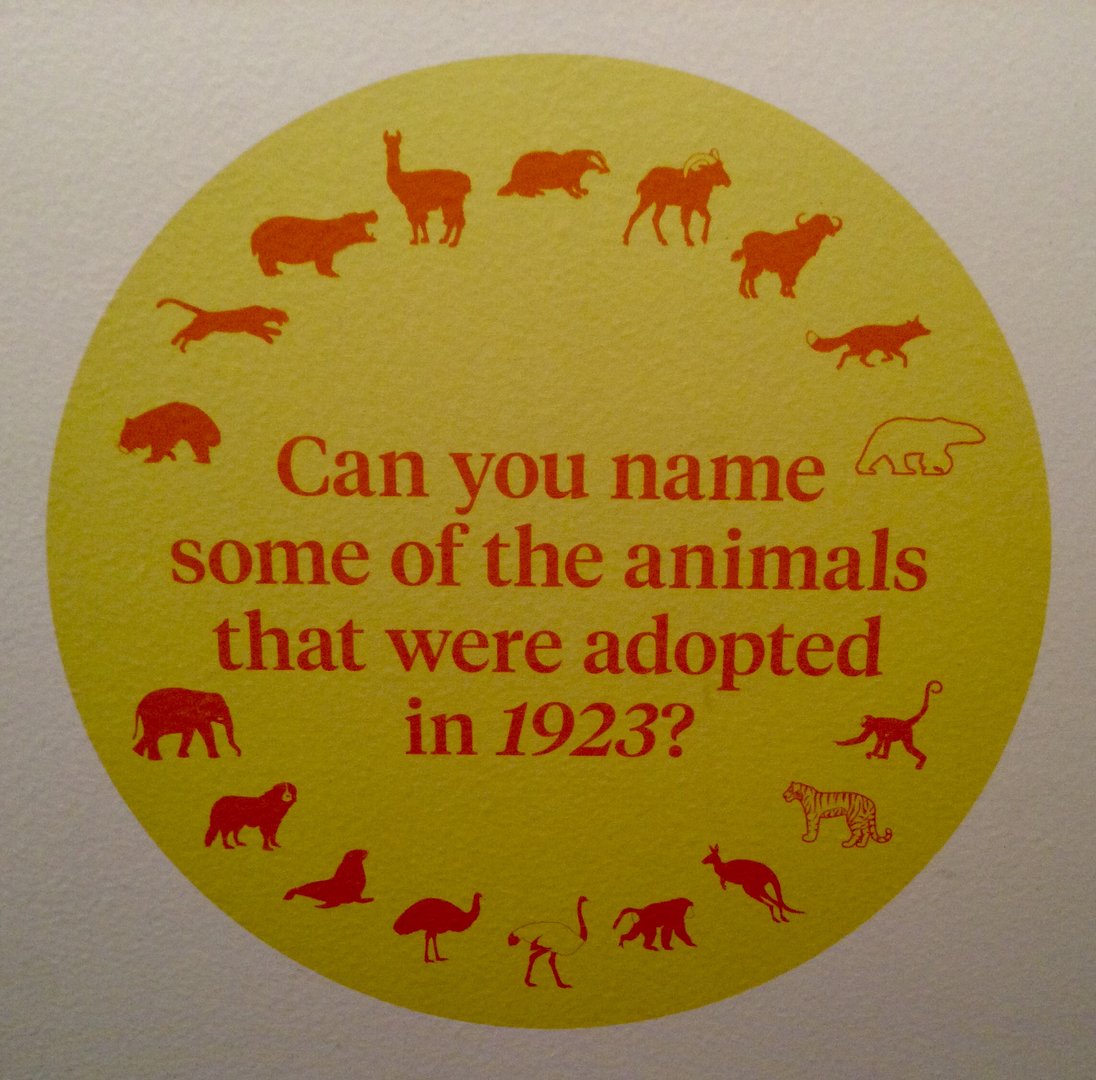 Can you name
some of the animals
that were adopted
in 1923?